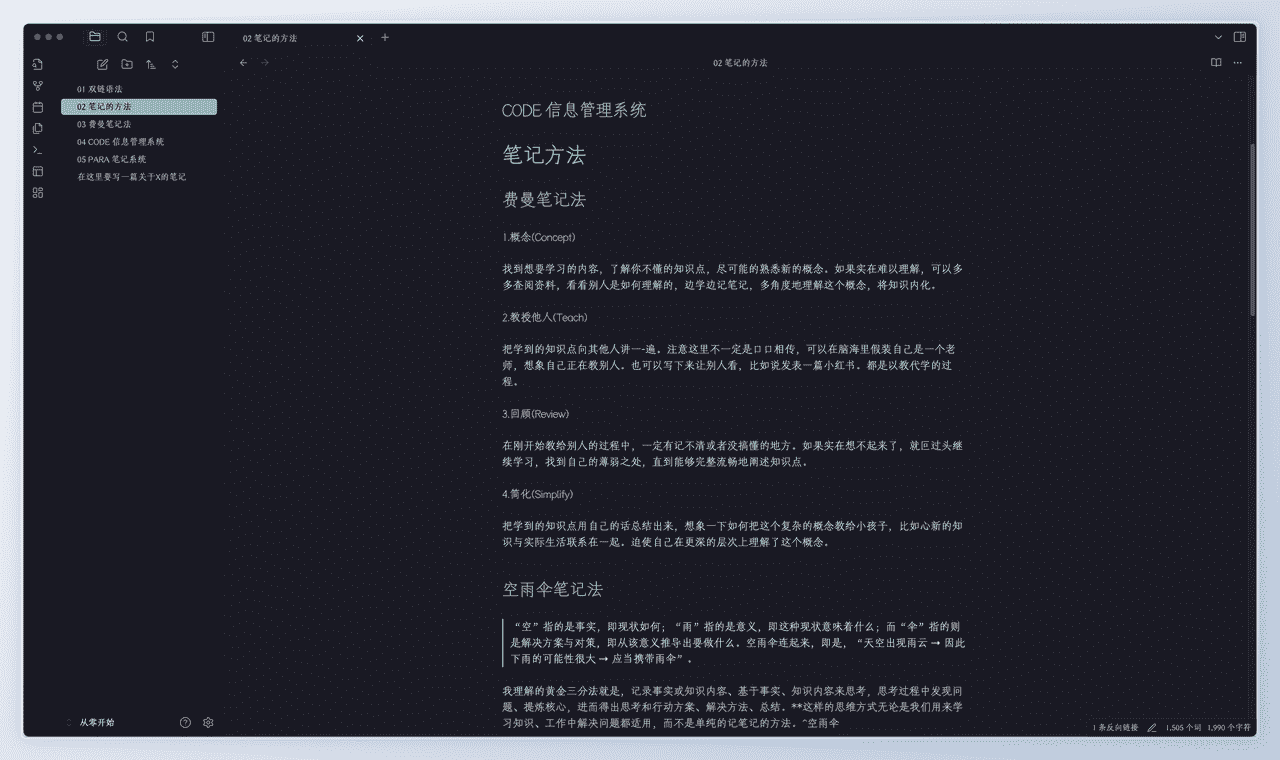 02 笔记的方法
02 笔记的方法
01 双链语法
02 笔记的方法
03 费曼笔记法
04 CODE 信息管理系统
05 PARA 笔记系统
在这里要写一篇关于X的笔记
CODE 信息管理系统
笔记方法
费曼笔记法
1.概念(Concept)
找到想要学习的内容，了解你不懂的知识点，尽可能的熟悉新的概念。如果实在难以理解，可以多
多查阅资料，看看别人是如何理解的，边学边记笔记，多角度地理解这个概念，将知识内化。
2.教授他人(Teach)
把学到的知识点向其他人讲一-遍。注意这里不一定是口口相传，可以在脑海里假装自己是一个老
师，想象自己正在教别人。也可以写下来让别人看，比如说发表一篇小红书。都是以教代学的过
程。
3.回顾(Review)
在刚开始教给别人的过程中，一定有记不清或者没搞懂的地方。如果实在想不起来了，就叵过头继
续学习，找到自己的薄弱之处，直到能够完整流畅地阐述知识点。
4.简化(Simplify)
把学到的知识点用自己的话总结出来，想象一下如何把这个复杂的概念教给小孩子，比如心新的知
识与实际生活联系在一起。迫使自己在更深的层次上理解了这个概念。
空雨伞笔记法
“空”指的是事实，即现状如何；“雨”指的是意义，即这种现状意味着什么；而“伞”指的则
是解决方案与对策，即从该意义推导出要做什么。空雨伞连起来，即是，“天空出现雨云 → 因此
下雨的可能性很大 → 应当携带雨伞”。
我理解的黄金三分法就是，记录事实或知识内容、基于事实、知识内容来思考，思考过程中发现问
题、提炼核心，进而得出思考和行动方案、解决方法、总结。**这样的思维方式无论是我们用来学
习知识、工作中解决问题都适用，而不是单纯的记笔记的方法。^空雨伞
从零开始
1 条反向链接 1,505 个词 1,990 个字符